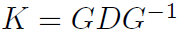 K = GDG⁻¹